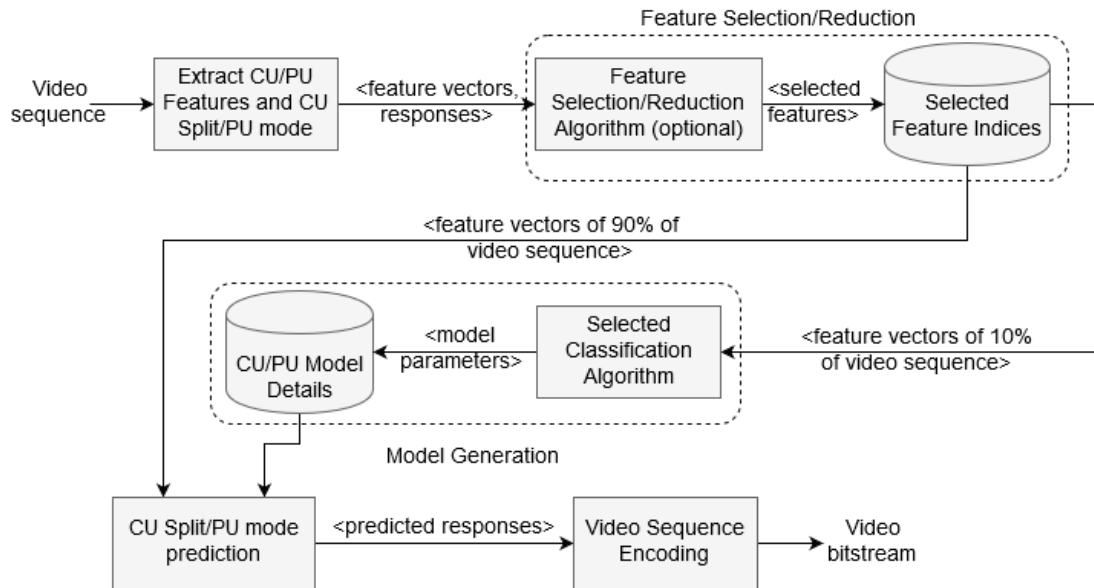 Feature Selection/Reduction
Video
sequence
Extract CU/PU
Features and CU
Split/PU mode
<feature vectors,
responses>
Feature
Selection/Reduction
Algorithm (optional)
<selected
features>
Selected
Feature Indices
<feature vectors of 90% of
video sequence>
CU/PU Model
Details
<model
parameters>
Selected
Classification
Algorithm
<feature vectors of 10%
of video sequence>
Model Generation
CU Split/PU mode
prediction
<predicted responses>
Video Sequence
Encoding
Video
bitstream